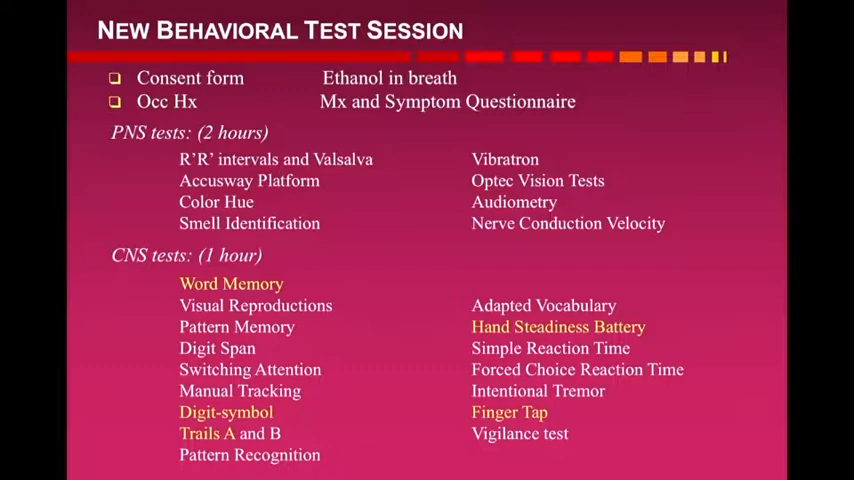 NEW BEHAVIORAL TEST SESSION
Consent form Ethanol in breath
Occ Hx Mx and Symptom Questionnaire
PNS tests: (2 hours)
R'R' intervals and Valsalva Vibratron
Accusway Platform Optec Vision Tests
Color Hue Audiometry
Smell Identification Nerve Conduction Velocity
CNS tests: (1 hour)
Word Memory
Visual Reproductions Adapted Vocabulary
Pattern Memory Hand Steadiness Battery
Digit Span Simple Reaction Time
Switching Attention Forced Choice Reaction Time
Manual Tracking Intentional Tremor
Digit-symbol Finger Tap
Trails A and B Vigilance test
Pattern Recognition